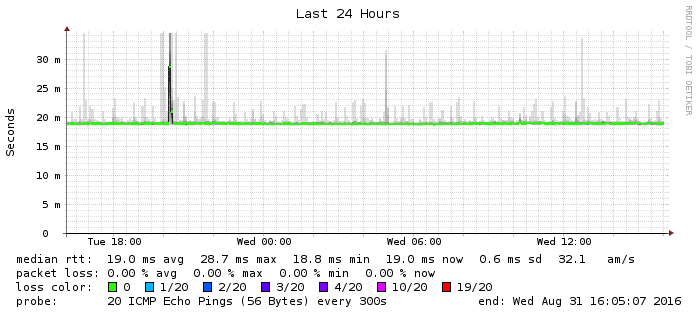 Last 24 Hours
RRDTOOL / TOBI OETIKER
Seconds
30 m
25 m
20 m
15 m
10 m
5 m
0
Tue 18:00 Wed 00:00 Wed 06:00 Wed 12:00
median rtt: 19.0 ms avg 28.7 ms max 18.8 ms min 19.0 ms now 0.6 ms sd 32.1 am/s
packet loss: 0.00 % avg 0.00 % max 0.00 % min 0.00 % now
loss color: 0 1/20 2/20 3/20 4/20 10/20 19/20
probe: 20 ICMP Echo Pings (56 Bytes) every 300s end: Wed Aug 31 16:05:07 2016